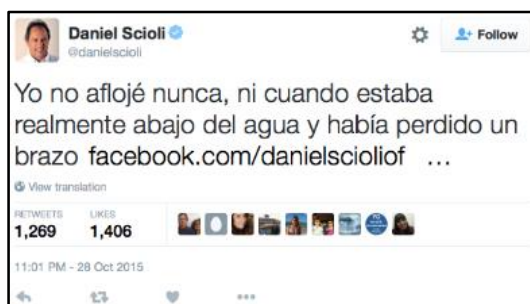 Daniel Scioli
@danielscioli
Follow
Yo no aflojé nunca, ni cuando estaba
realmente abajo del agua y había perdido un
brazo facebook.com/danielscioliof ...
View translation
RETWEETS LIKES
1,269 1,406
11:01 PM - 28 Oct 2015